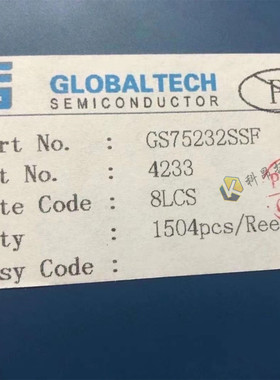 GLOBALTECH
SEMICONDUCTOR
rt No. : GS75232SSF
t No. : 4233
te Code : 8LCS
ty : 1504pcs/Ree
sy Code :